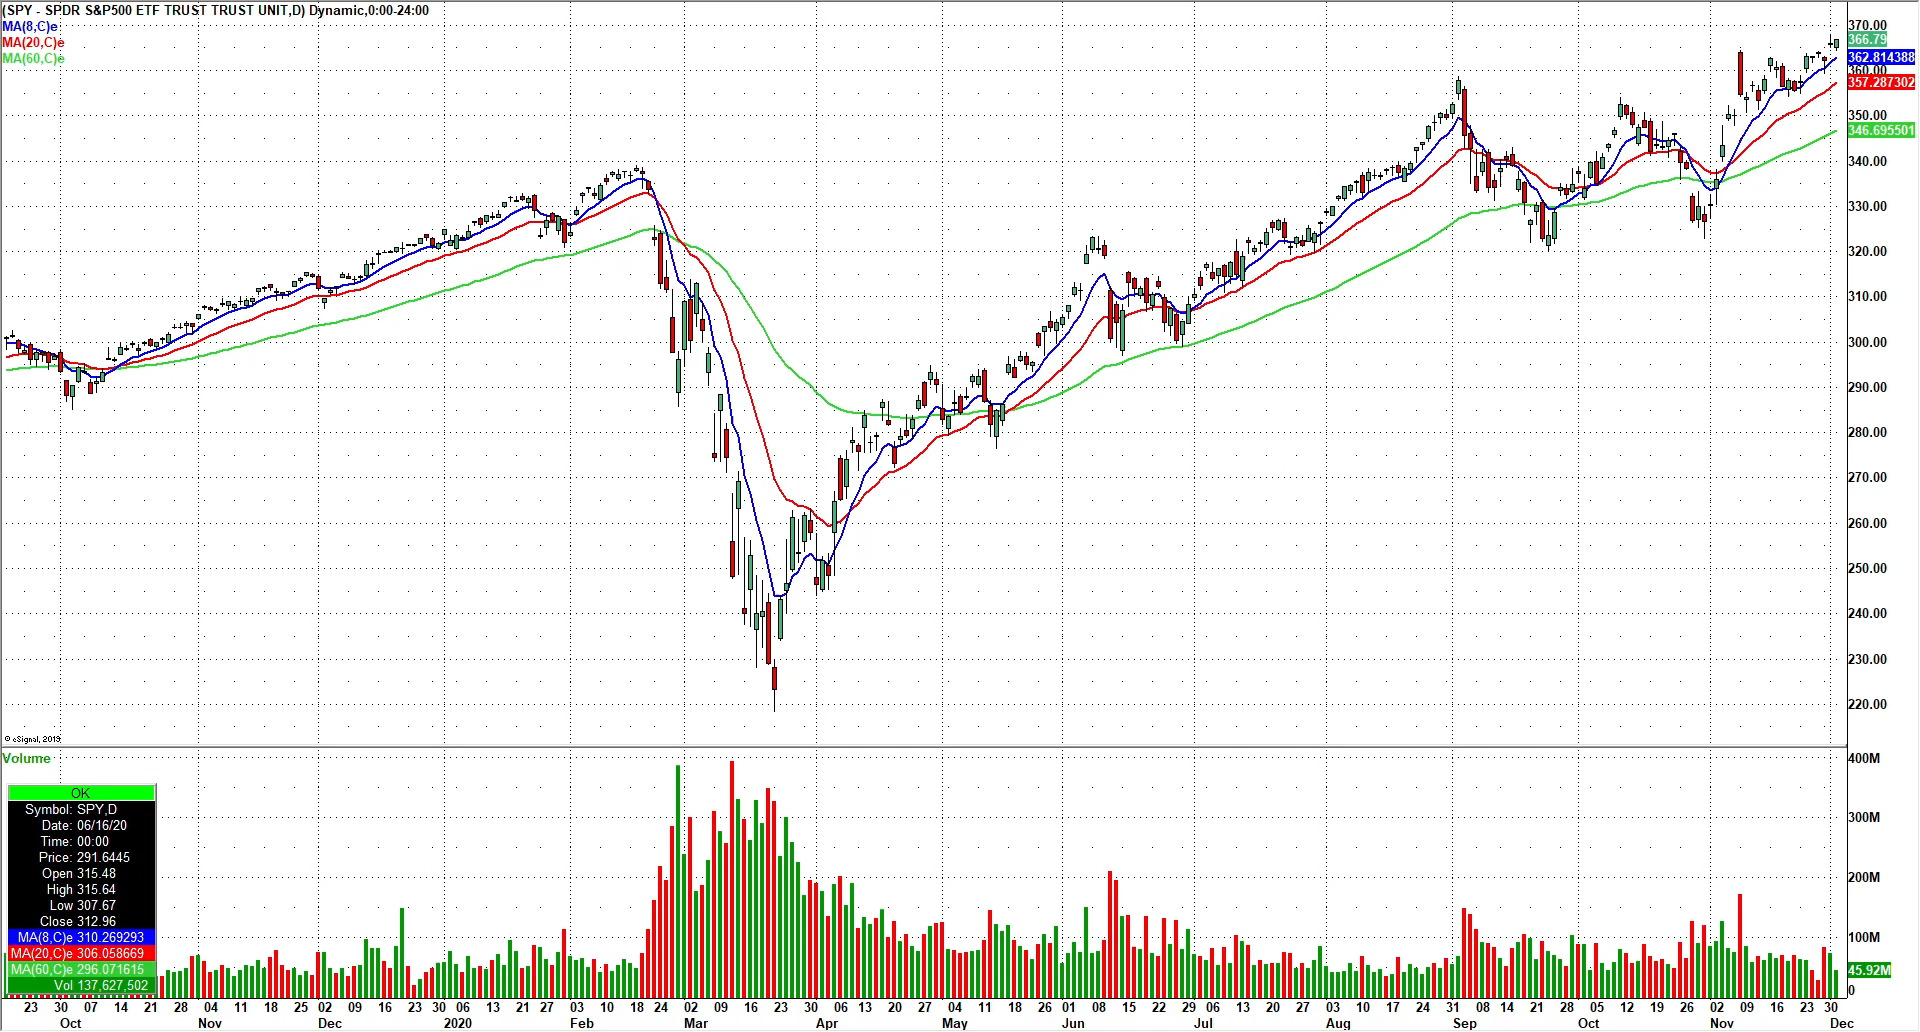 (SPY - SPDR S&P500 ETF TRUST TRUST UNIT,D) Dynamic,0:00-24:00
MA(8,C)e
MA(20,C)e
MA(60,C)e
370.00
366.79
362.814388
360.00
357.287302
350.00
346.695501
340.00
330.00
320.00
310.00
300.00
290.00
280.00
270.00
260.00
250.00
240.00
230.00
220.00
© eSignal, 2019
Volume
400M
300M
200M
100M
45.92M
0
OK
Symbol: SPY,D
Date: 06/16/20
Time: 00:00
Price: 291.6445
Open 315.48
High 315.64
Low 307.67
Close 312.96
MA(8,C)e 310.269293
MA(20,C)e 306.058669
MA(60,C)e 296.071615
Vol 137,627,502
23 30 07 14 21 28 04 11 18 25 02 09 16 23 30 06 13 21 27 03 10 18 24 02 09 16 23 30 06 13 20 27 04 11 18 26 01 08 15 22 29 06 13 20 27 03 10 17 24 31 08 14 21 28 05 12 19 26 02 09 16 23 30
Oct Nov Dec 2020 Feb Mar Apr May Jun Jul Aug Sep Oct Nov Dec